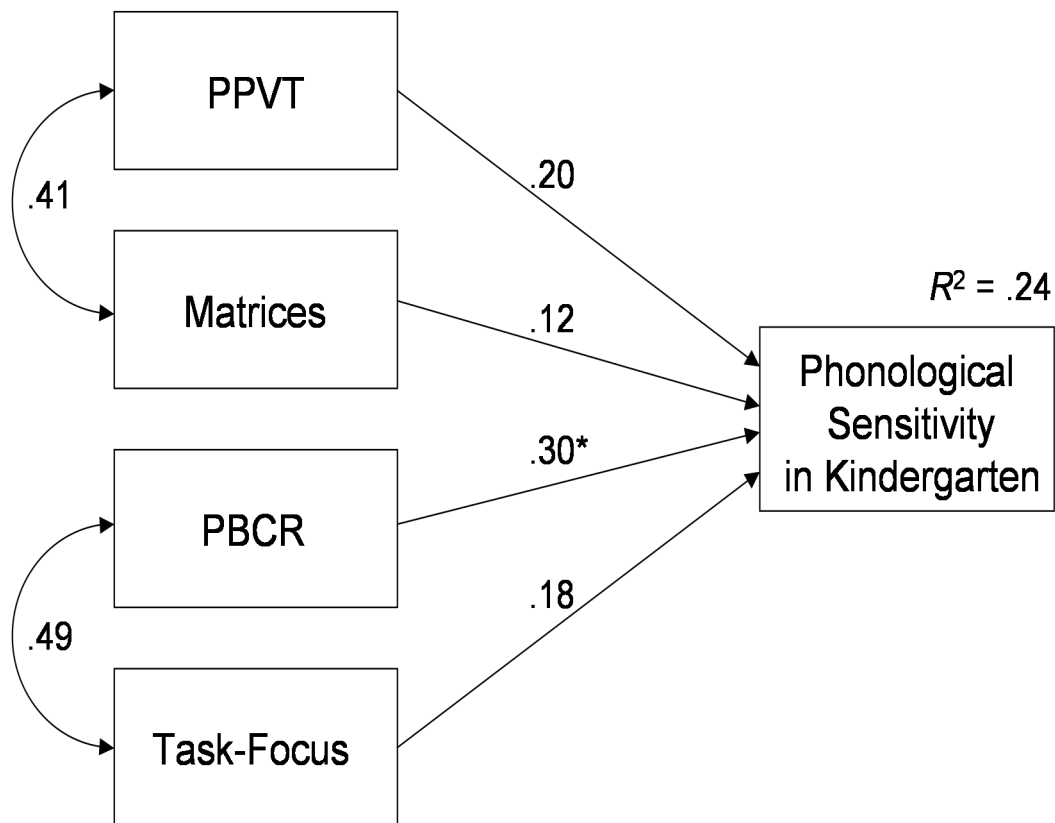 PPVT
.41
.20
Matrices
.12
R² = .24
Phonological
Sensitivity
in Kindergarten
PBCR
.30*
.49
.18
Task-Focus